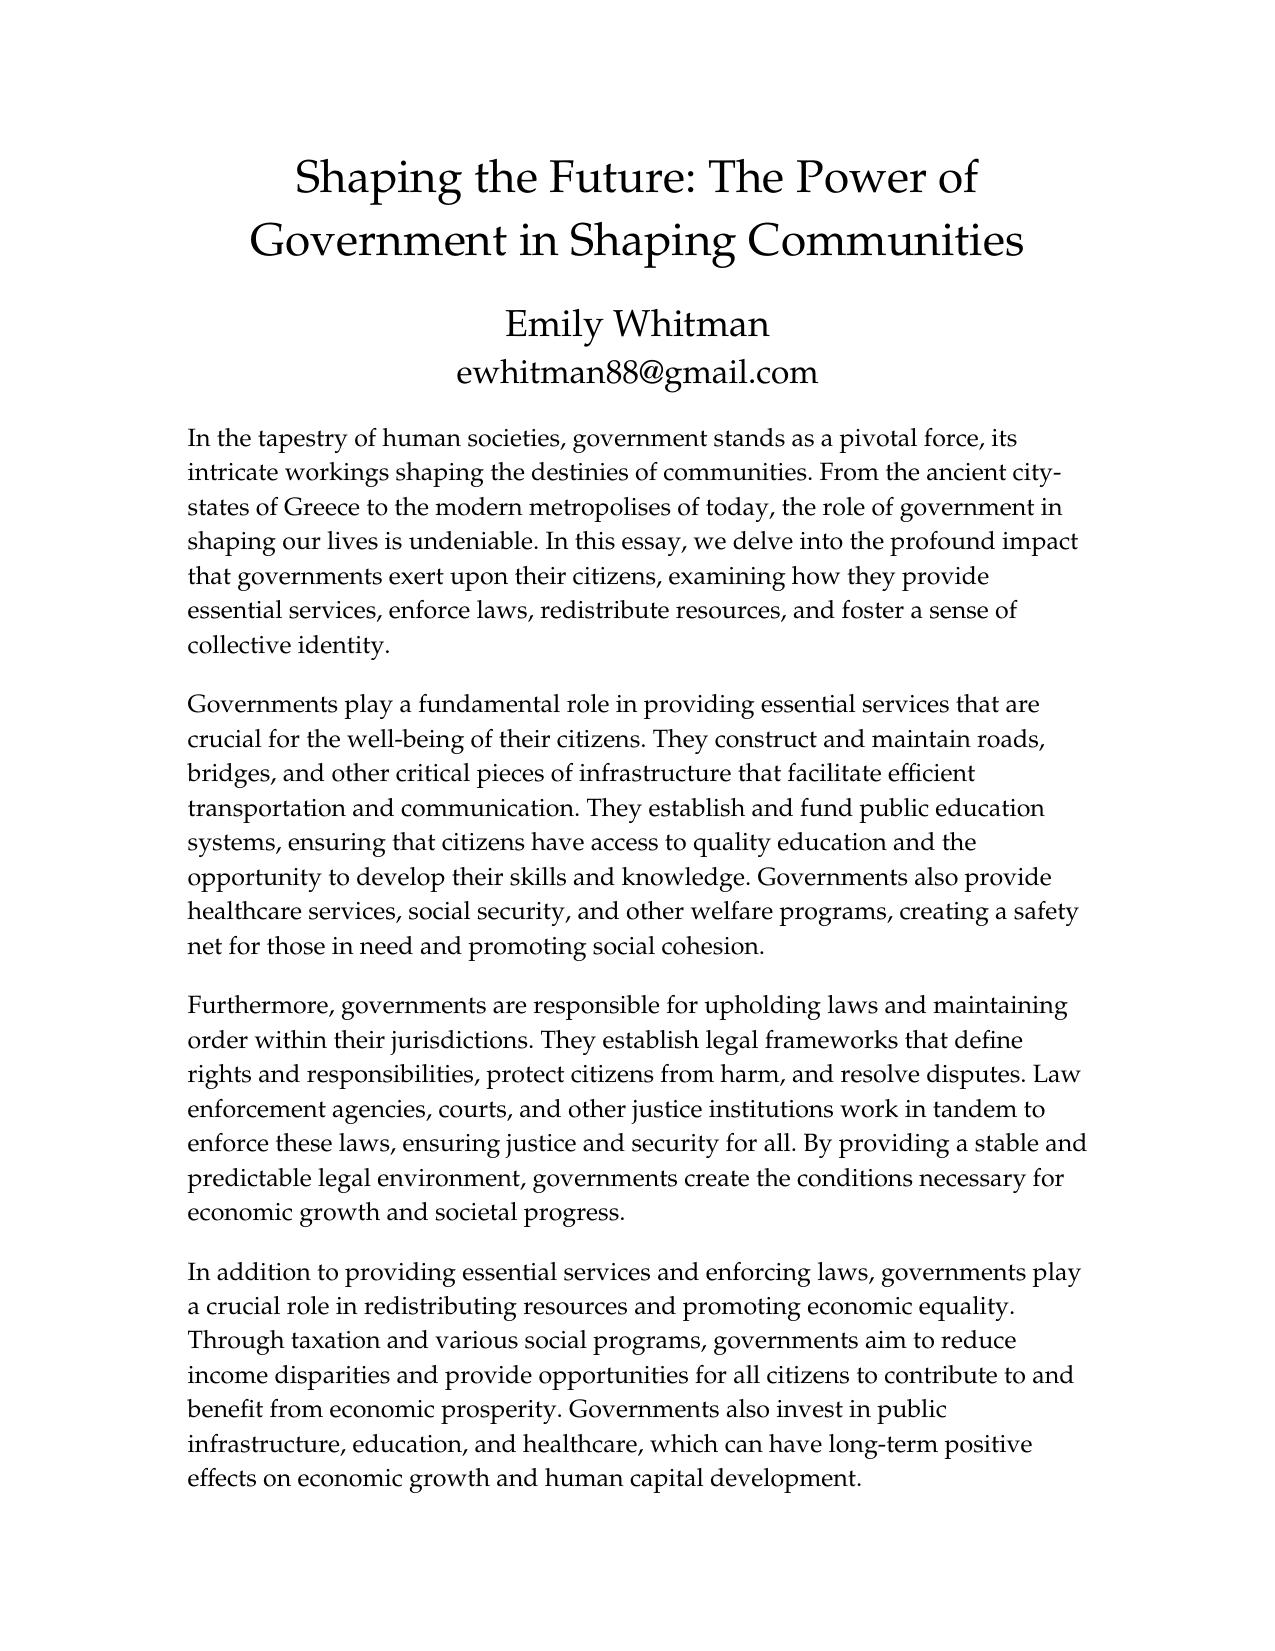 Shaping the Future: The Power of
Government in Shaping Communities
Emily Whitman
ewhitman88@gmail.com
In the tapestry of human societies, government stands as a pivotal force, its
intricate workings shaping the destinies of communities. From the ancient city-
states of Greece to the modern metropolises of today, the role of government in
shaping our lives is undeniable. In this essay, we delve into the profound impact
that governments exert upon their citizens, examining how they provide
essential services, enforce laws, redistribute resources, and foster a sense of
collective identity.
Governments play a fundamental role in providing essential services that are
crucial for the well-being of their citizens. They construct and maintain roads,
bridges, and other critical pieces of infrastructure that facilitate efficient
transportation and communication. They establish and fund public education
systems, ensuring that citizens have access to quality education and the
opportunity to develop their skills and knowledge. Governments also provide
healthcare services, social security, and other welfare programs, creating a safety
net for those in need and promoting social cohesion.
Furthermore, governments are responsible for upholding laws and maintaining
order within their jurisdictions. They establish legal frameworks that define
rights and responsibilities, protect citizens from harm, and resolve disputes. Law
enforcement agencies, courts, and other justice institutions work in tandem to
enforce these laws, ensuring justice and security for all. By providing a stable and
predictable legal environment, governments create the conditions necessary for
economic growth and societal progress.
In addition to providing essential services and enforcing laws, governments play
a crucial role in redistributing resources and promoting economic equality.
Through taxation and various social programs, governments aim to reduce
income disparities and provide opportunities for all citizens to contribute to and
benefit from economic prosperity. Governments also invest in public
infrastructure, education, and healthcare, which can have long-term positive
effects on economic growth and human capital development.